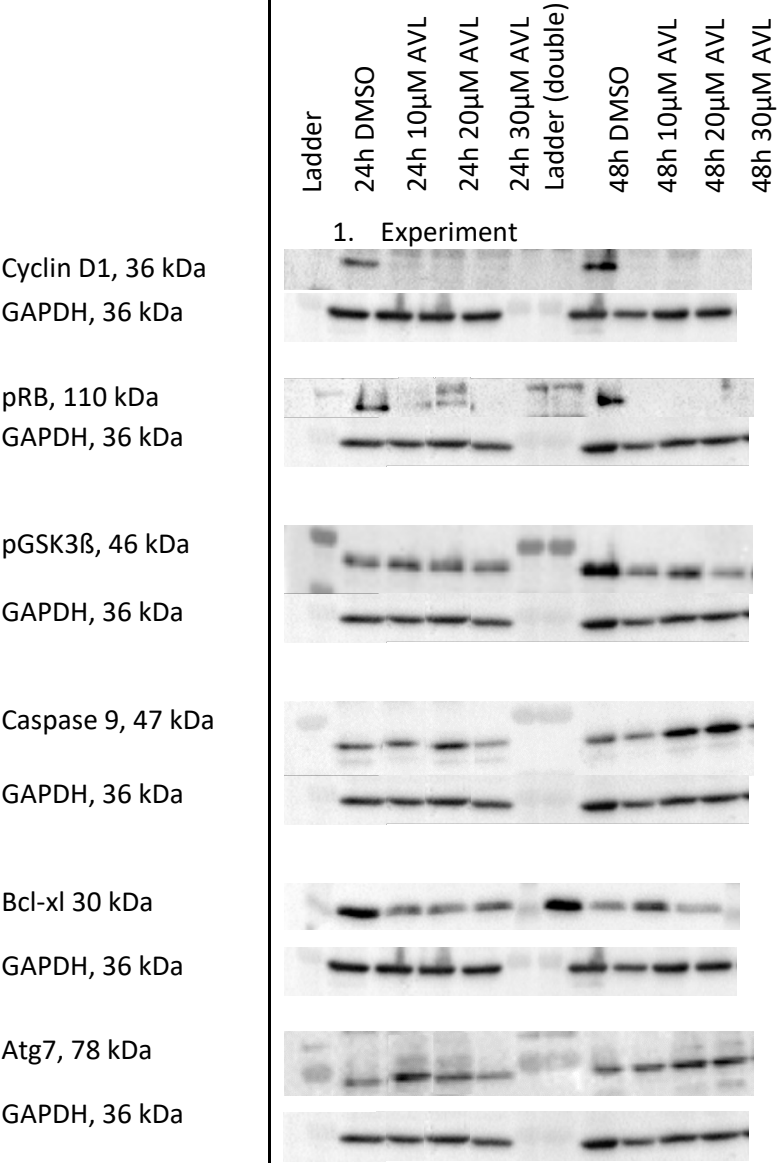 Ladder
24h DMSO
24h 10µM AVL
24h 20µM AVL
24h 30µM AVL
Ladder (double)
48h DMSO
48h 10µM AVL
48h 20µM AVL
48h 30µM AVL
1. Experiment
Cyclin D1, 36 kDa
GAPDH, 36 kDa
pRB, 110 kDa
GAPDH, 36 kDa
pGSK3ß, 46 kDa
GAPDH, 36 kDa
Caspase 9, 47 kDa
GAPDH, 36 kDa
Bcl-xl 30 kDa
GAPDH, 36 kDa
Atg7, 78 kDa
GAPDH, 36 kDa